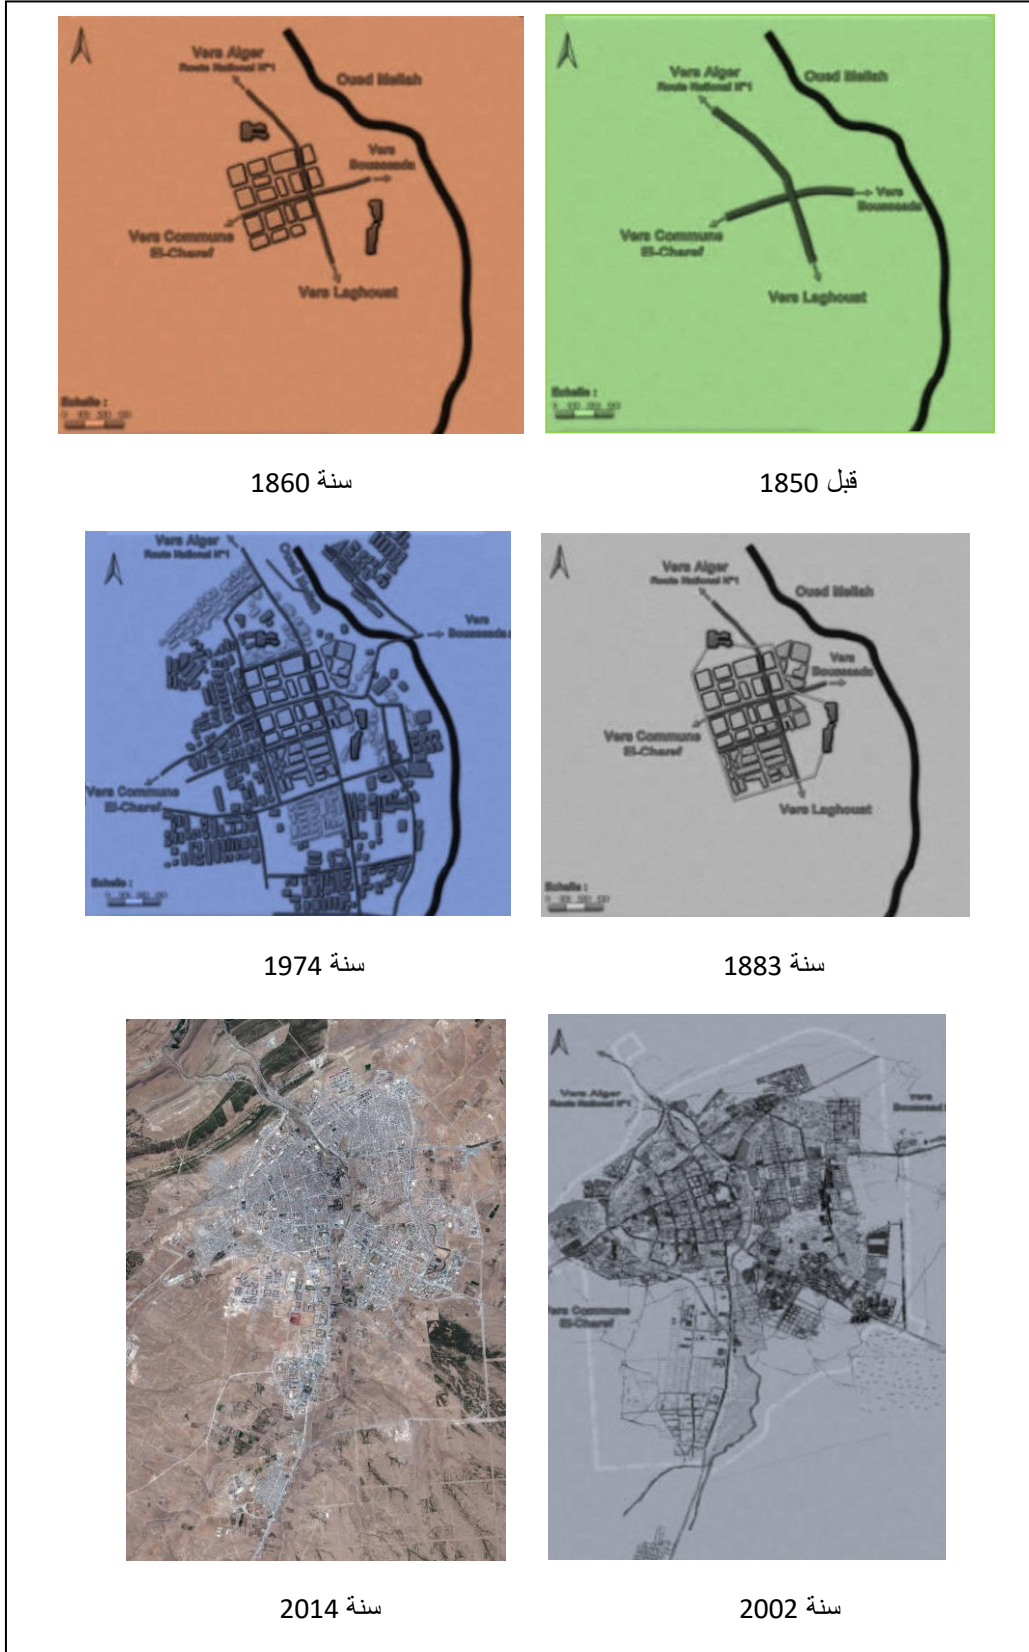 Vers Alger
Route National N°1
Oued Mellah
Vers
Boussaada
Vers Commune
El-Charef
Vers Laghouat
Echelle :
قبل 1850
Vers Alger
Route National N°1
Oued Mellah
Vers
Boussaada
Vers Commune
El-Charef
Vers Laghouat
Echelle :
سنة 1860
Vers Alger
Route National N°1
Oued Mellah
Vers
Boussaada
Vers Commune
El-Charef
Vers Laghouat
Echelle :
سنة 1883
Vers Alger
Route National N°1
Oued Mellah
Vers
Boussaada
Vers Commune
El-Charef
Echelle :
سنة 1974
Vers Alger
Route National N°1
Vers
Vers Commune
El-Charef
سنة 2002
سنة 2014